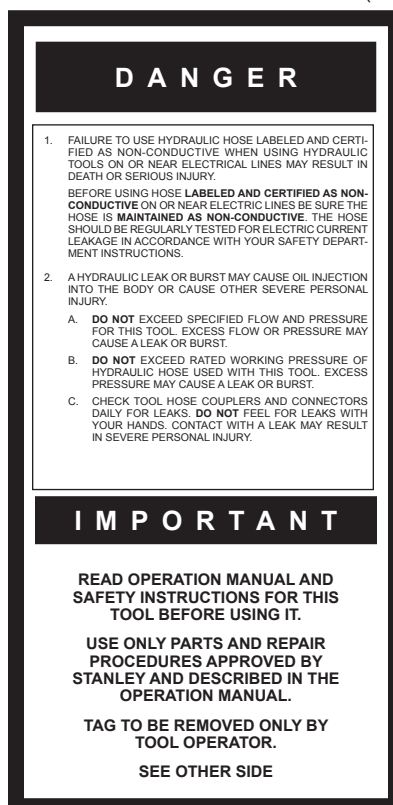 DANGER
1. FAILURE TO USE HYDRAULIC HOSE LABELED AND CERTI-
FIED AS NON-CONDUCTIVE WHEN USING HYDRAULIC
TOOLS ON OR NEAR ELECTRICAL LINES MAY RESULT IN
DEATH OR SERIOUS INJURY.
BEFORE USING HOSE LABELED AND CERTIFIED AS NON-
CONDUCTIVE ON OR NEAR ELECTRIC LINES BE SURE THE
HOSE IS MAINTAINED AS NON-CONDUCTIVE. THE HOSE
SHOULD BE REGULARLY TESTED FOR ELECTRIC CURRENT
LEAKAGE IN ACCORDANCE WITH YOUR SAFETY DEPART-
MENT INSTRUCTIONS.
2. A HYDRAULIC LEAK OR BURST MAY CAUSE OIL INJECTION
INTO THE BODY OR CAUSE OTHER SEVERE PERSONAL
INJURY.
A. DO NOT EXCEED SPECIFIED FLOW AND PRESSURE
FOR THIS TOOL. EXCESS FLOW OR PRESSURE MAY
CAUSE A LEAK OR BURST.
B. DO NOT EXCEED RATED WORKING PRESSURE OF
HYDRAULIC HOSE USED WITH THIS TOOL. EXCESS
PRESSURE MAY CAUSE A LEAK OR BURST.
C. CHECK TOOL HOSE COUPLERS AND CONNECTORS
DAILY FOR LEAKS. DO NOT FEEL FOR LEAKS WITH
YOUR HANDS. CONTACT WITH A LEAK MAY RESULT
IN SEVERE PERSONAL INJURY.
IMPORTANT
READ OPERATION MANUAL AND
SAFETY INSTRUCTIONS FOR THIS
TOOL BEFORE USING IT.
USE ONLY PARTS AND REPAIR
PROCEDURES APPROVED BY
STANLEY AND DESCRIBED IN THE
OPERATION MANUAL.
TAG TO BE REMOVED ONLY BY
TOOL OPERATOR.
SEE OTHER SIDE